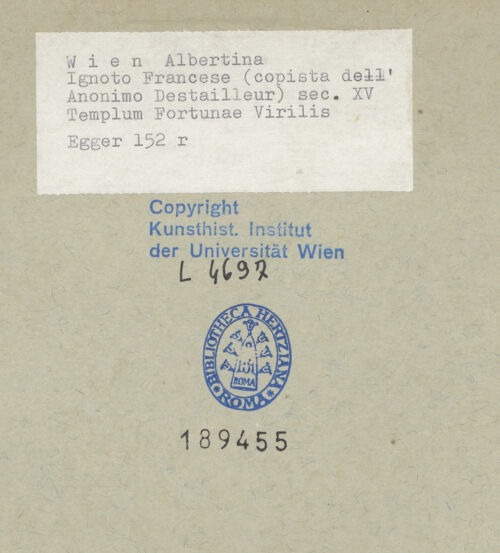 W i e n Albertina
Ignoto Francese (copista dell'
Anonimo Destailleur) sec. XV
Templum Fortunae Virilis
Egger 152 r
Copyright
Kunsthist. Institut
der Universität Wien
L 4697
BIBLIOTHECA HERTZIANA
ROMA
ROMA
189455